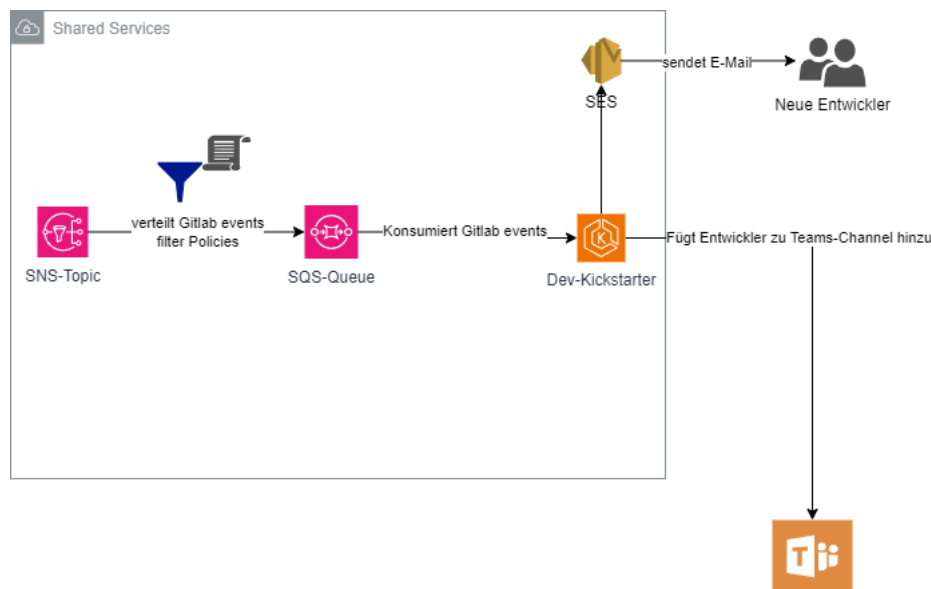 Shared Services
SES
sendet E-Mail
Neue Entwickler
verteilt Gitlab events
filter Policies
SNS-Topic
Konsumiert Gitlab events
SQS-Queue
Dev-Kickstarter
Fügt Entwickler zu Teams-Channel hinzu
T